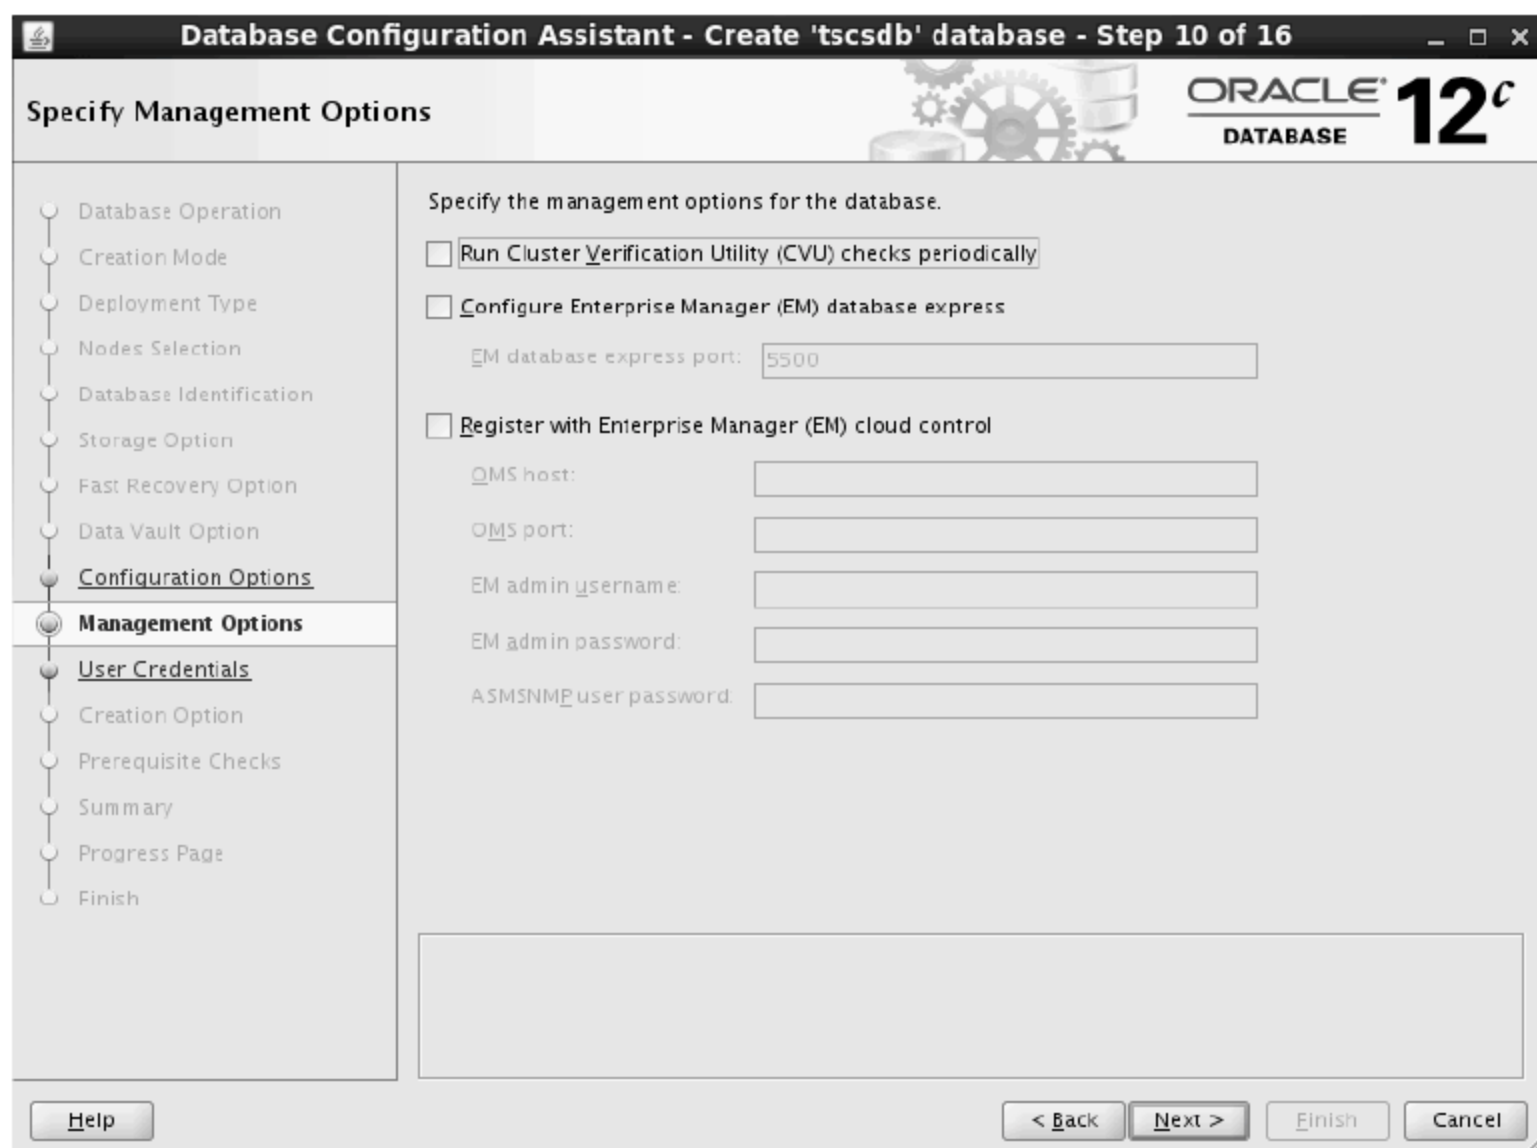 Database Configuration Assistant - Create 'tscsdb' database - Step 10 of 16
Specify Management Options
ORACLE DATABASE 12c
Database Operation
Creation Mode
Deployment Type
Nodes Selection
Database Identification
Storage Option
Fast Recovery Option
Data Vault Option
Configuration Options
Management Options
User Credentials
Creation Option
Prerequisite Checks
Summary
Progress Page
Finish
Specify the management options for the database.
Run Cluster Verification Utility (CVU) checks periodically
Configure Enterprise Manager (EM) database express
EM database express port: 5500
Register with Enterprise Manager (EM) cloud control
OMS host:
OMS port:
EM admin username:
EM admin password:
ASMSNMP user password:
Help
< Back
Next >
Finish
Cancel